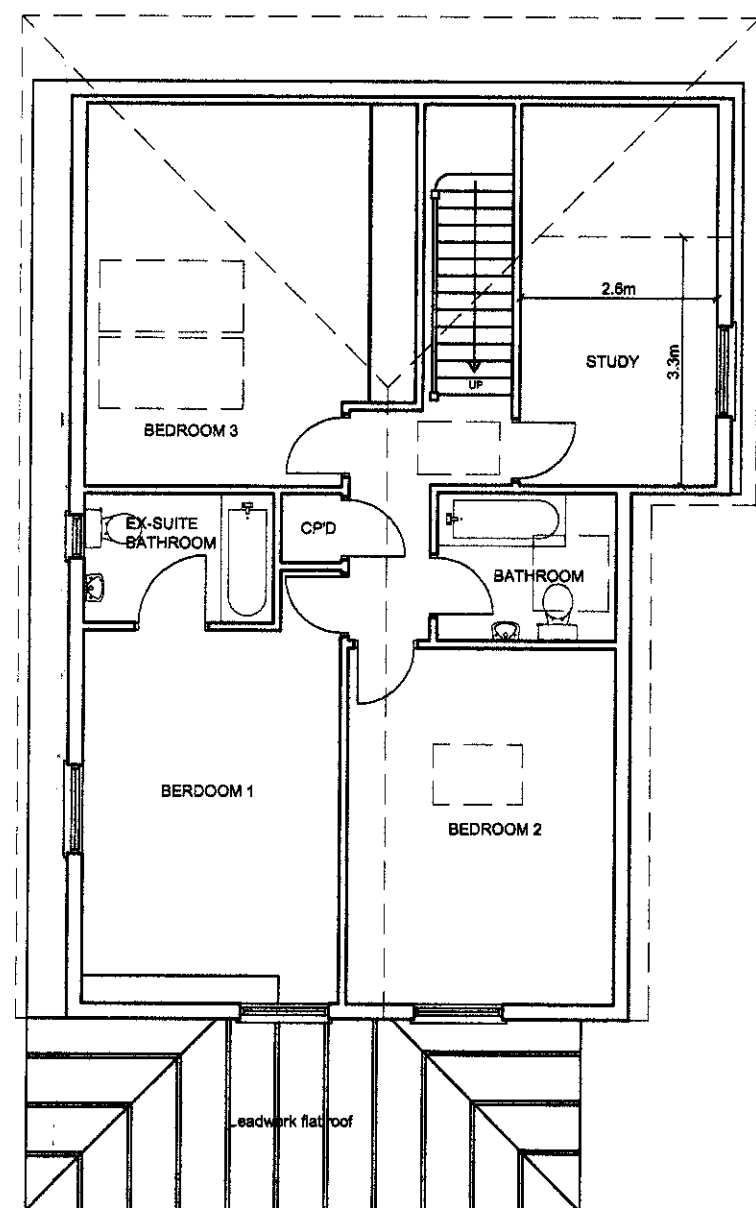 2.6m
STUDY
3.3m
UP
BEDROOM 3
EX-SUITE
BATHROOM
CP'D
BATHROOM
BERDOOM 1
BEDROOM 2
Leadwork flat roof